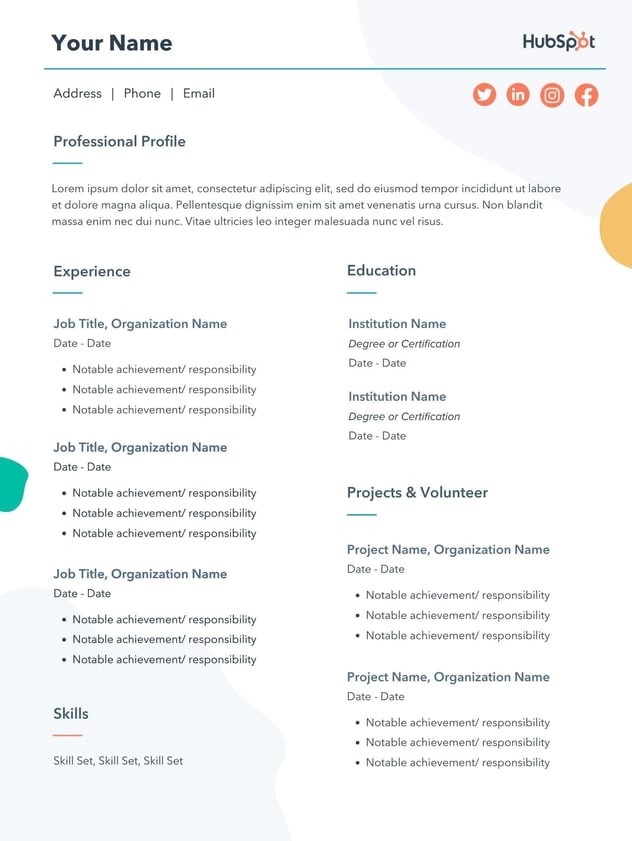 Your Name
HubSpot
Address | Phone | Email
Professional Profile
Lorem ipsum dolor sit amet, consectetur adipiscing elit, sed do eiusmod tempor incididunt ut labore
et dolore magna aliqua. Pellentesque dignissim enim sit amet venenatis urna cursus. Non blandit
massa enim nec dui nunc. Vitae ultricies leo integer malesuada nunc vel risus.
Experience
Job Title, Organization Name
Date - Date
• Notable achievement/ responsibility
• Notable achievement/ responsibility
• Notable achievement/ responsibility
Job Title, Organization Name
Date - Date
• Notable achievement/ responsibility
• Notable achievement/ responsibility
• Notable achievement/ responsibility
Job Title, Organization Name
Date - Date
• Notable achievement/ responsibility
• Notable achievement/ responsibility
• Notable achievement/ responsibility
Skills
Skill Set, Skill Set, Skill Set
Education
Institution Name
Degree or Certification
Date - Date
Institution Name
Degree or Certification
Date - Date
Projects & Volunteer
Project Name, Organization Name
Date - Date
• Notable achievement/ responsibility
• Notable achievement/ responsibility
• Notable achievement/ responsibility
Project Name, Organization Name
Date - Date
• Notable achievement/ responsibility
• Notable achievement/ responsibility
• Notable achievement/ responsibility